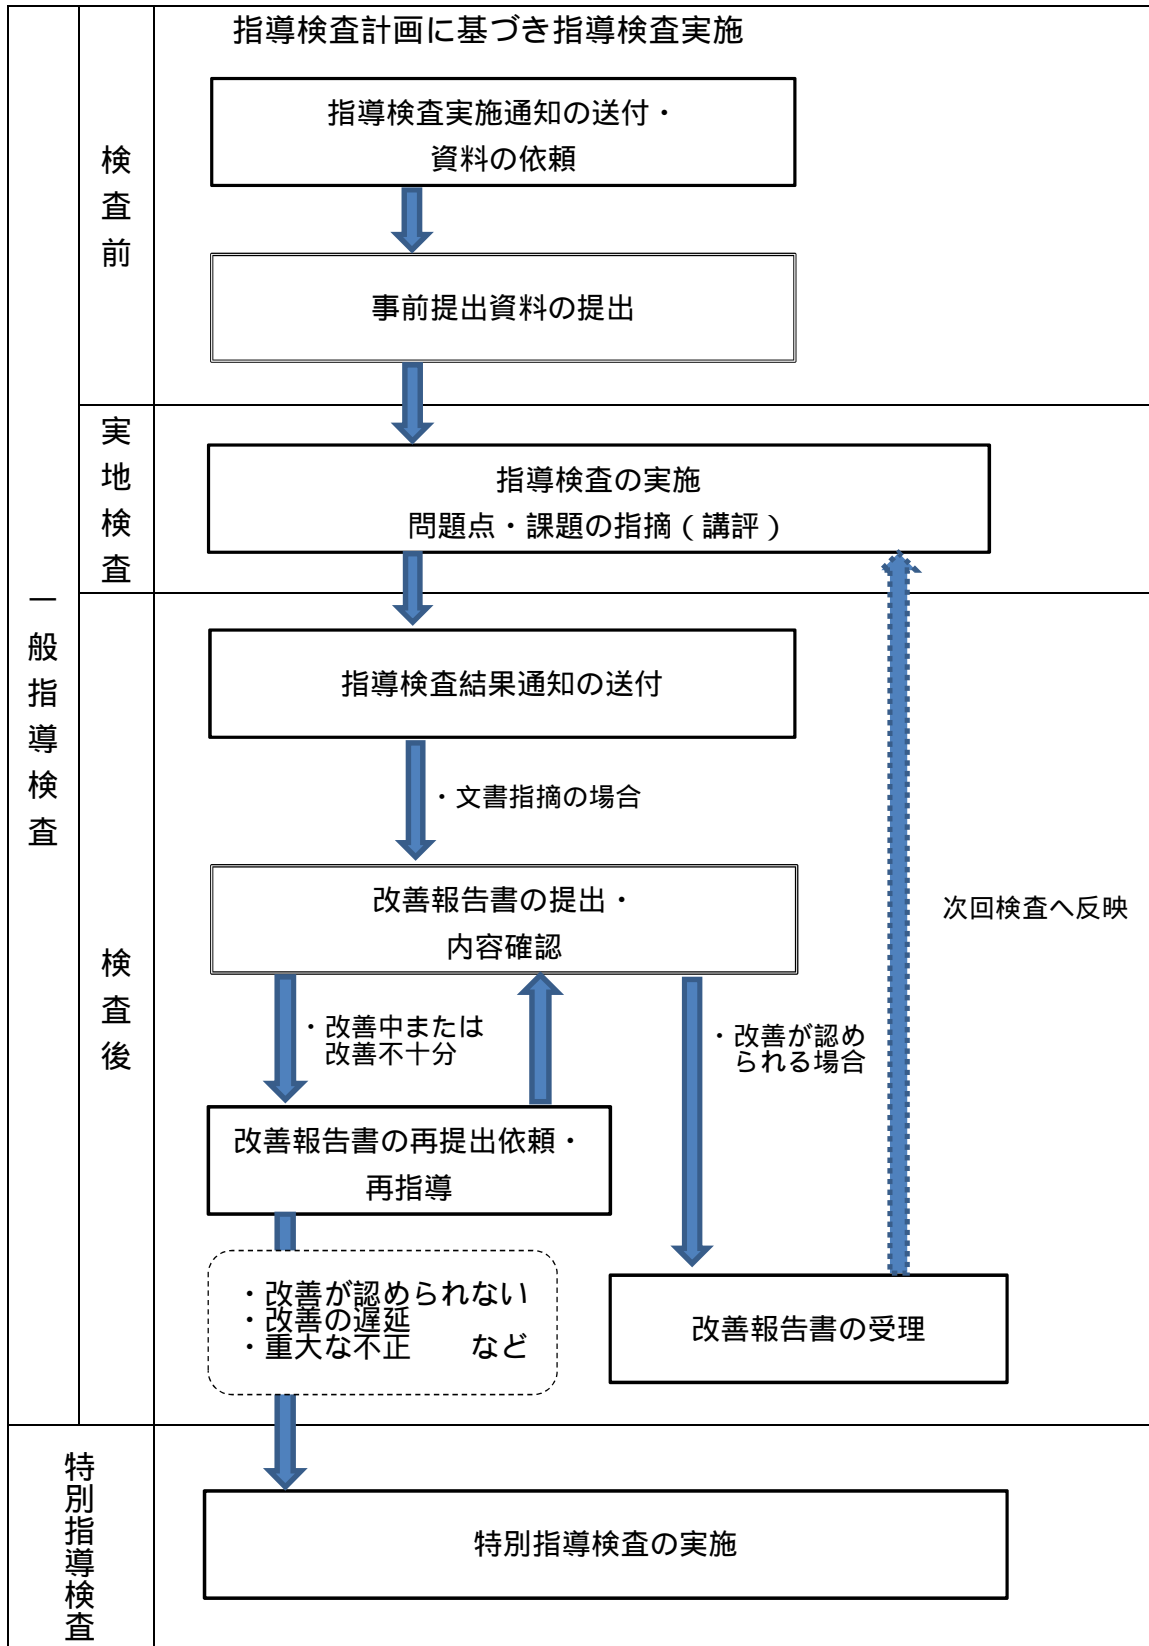 指導検査計画に基づき指導検査実施
一般指導検査
検査前
指導検査実施通知の送付・
資料の依頼
事前提出資料の提出
実地検査
指導検査の実施
問題点・課題の指摘（講評）
検査後
指導検査結果通知の送付
・文書指摘の場合
改善報告書の提出・
内容確認
次回検査へ反映
・改善中または
改善不十分
・改善が認め
られる場合
改善報告書の再提出依頼・
再指導
・改善が認められない
・改善の遅延
・重大な不正　　など
改善報告書の受理
特別指導検査
特別指導検査の実施